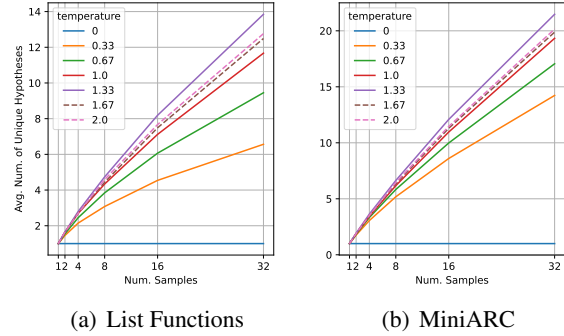 temperature
0
0.33
0.67
1.0
1.33
1.67
2.0
14
12
10
8
6
4
2
Avg. Num. of Unique Hypotheses
1 2 4 8 16 32
Num. Samples
(a) List Functions
temperature
0
0.33
0.67
1.0
1.33
1.67
2.0
20
15
10
5
0
1 2 4 8 16 32
Num. Samples
(b) MiniARC